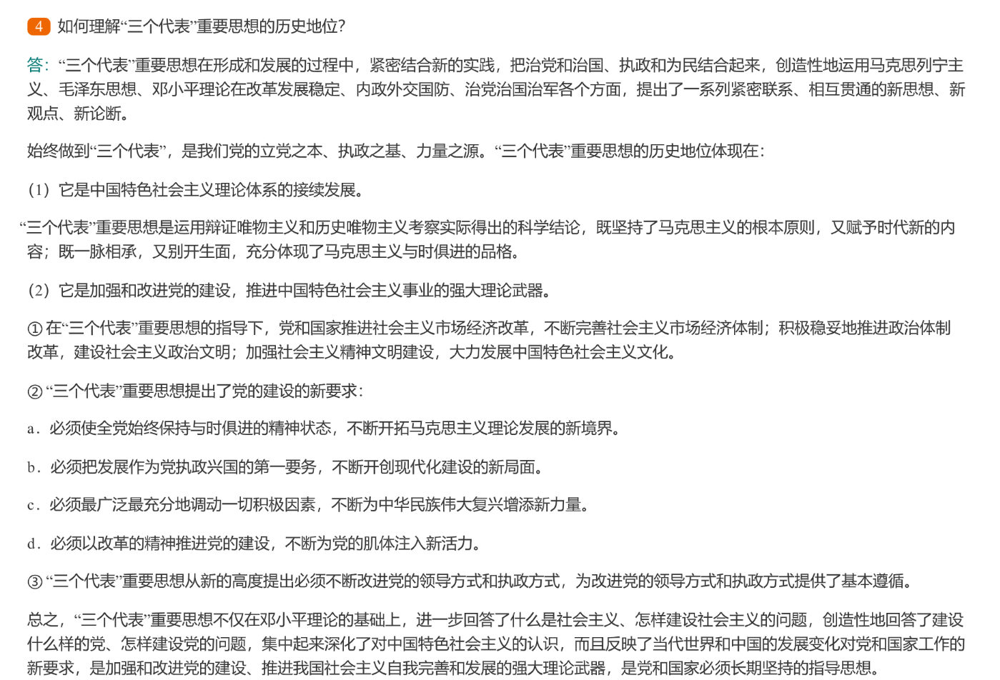 4 如何理解“三个代表”重要思想的历史地位？
答：“三个代表”重要思想在形成和发展的过程中，紧密结合新的实践，把治党和治国、执政和为民结合起来，创造性地运用马克思列宁主
义、毛泽东思想、邓小平理论在改革发展稳定、内政外交国防、治党治国治军各个方面，提出了一系列紧密联系、相互贯通的新思想、新
观点、新论断。
始终做到“三个代表”，是我们党的立党之本、执政之基、力量之源。“三个代表”重要思想的历史地位体现在：
（1）它是中国特色社会主义理论体系的接续发展。
“三个代表”重要思想是运用辩证唯物主义和历史唯物主义考察实际得出的科学结论，既坚持了马克思主义的根本原则，又赋予时代新的内
容；既一脉相承，又别开生面，充分体现了马克思主义与时俱进的品格。
（2）它是加强和改进党的建设，推进中国特色社会主义事业的强大理论武器。
①在“三个代表”重要思想的指导下，党和国家推进社会主义市场经济改革，不断完善社会主义市场经济体制；积极稳妥地推进政治体制
改革，建设社会主义政治文明；加强社会主义精神文明建设，大力发展中国特色社会主义文化。
②“三个代表”重要思想提出了党的建设的新要求：
a．必须使全党始终保持与时俱进的精神状态，不断开拓马克思主义理论发展的新境界。
b．必须把发展作为党执政兴国的第一要务，不断开创现代化建设的新局面。
c．必须最广泛最充分地调动一切积极因素，不断为中华民族伟大复兴增添新力量。
d．必须以改革的精神推进党的建设，不断为党的肌体注入新活力。
③“三个代表”重要思想从新的高度提出必须不断改进党的领导方式和执政方式，为改进党的领导方式和执政方式提供了基本遵循。
总之，“三个代表”重要思想不仅在邓小平理论的基础上，进一步回答了什么是社会主义、怎样建设社会主义的问题，创造性地回答了建设
什么样的党、怎样建设党的问题，集中起来深化了对中国特色社会主义的认识，而且反映了当代世界和中国的发展变化对党和国家工作的
新要求，是加强和改进党的建设、推进我国社会主义自我完善和发展的强大理论武器，是党和国家必须长期坚持的指导思想。